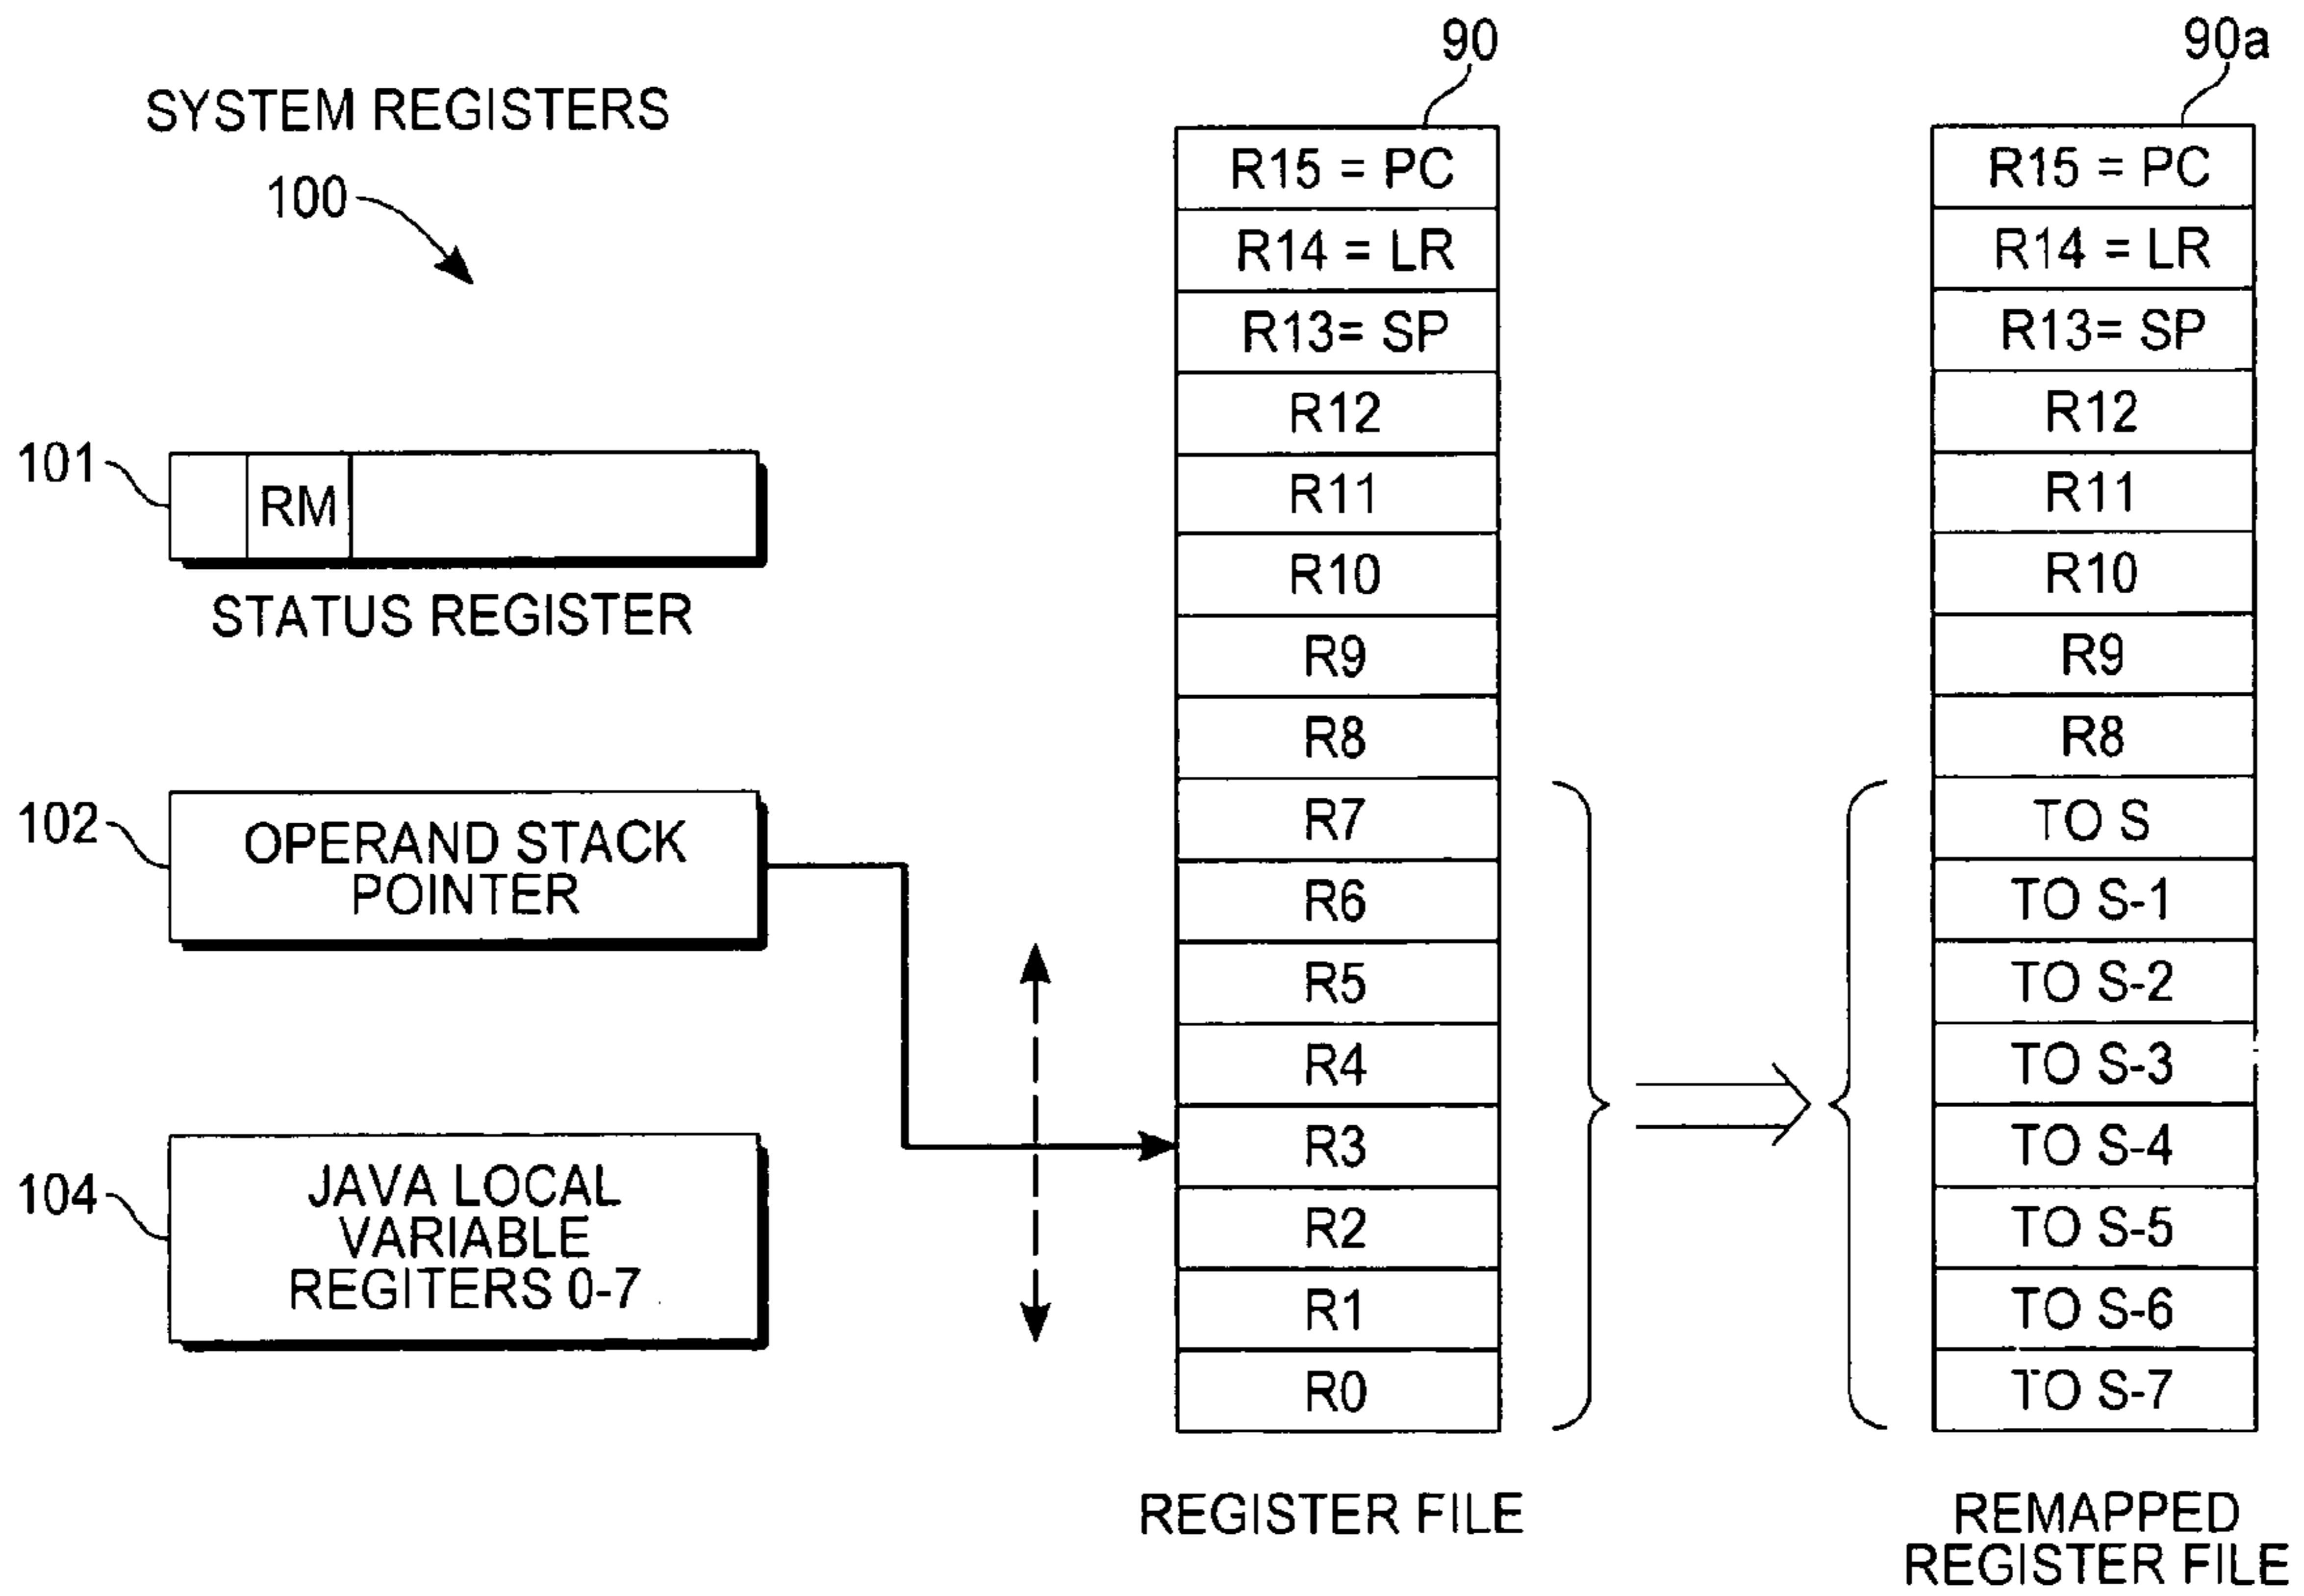 SYSTEM REGISTERS
100
101
RM
STATUS REGISTER
102
OPERAND STACK
POINTER
104
JAVA LOCAL
VARIABLE
REGITERS 0-7
90
R15 = PC
R14 = LR
R13= SP
R12
R11
R10
R9
R8
R7
R6
R5
R4
R3
R2
R1
R0
REGISTER FILE
90a
R15 = PC
R14 = LR
R13= SP
R12
R11
R10
R9
R8
TO S
TO S-1
TO S-2
TO S-3
TO S-4
TO S-5
TO S-6
TO S-7
REMAPPED
REGISTER FILE